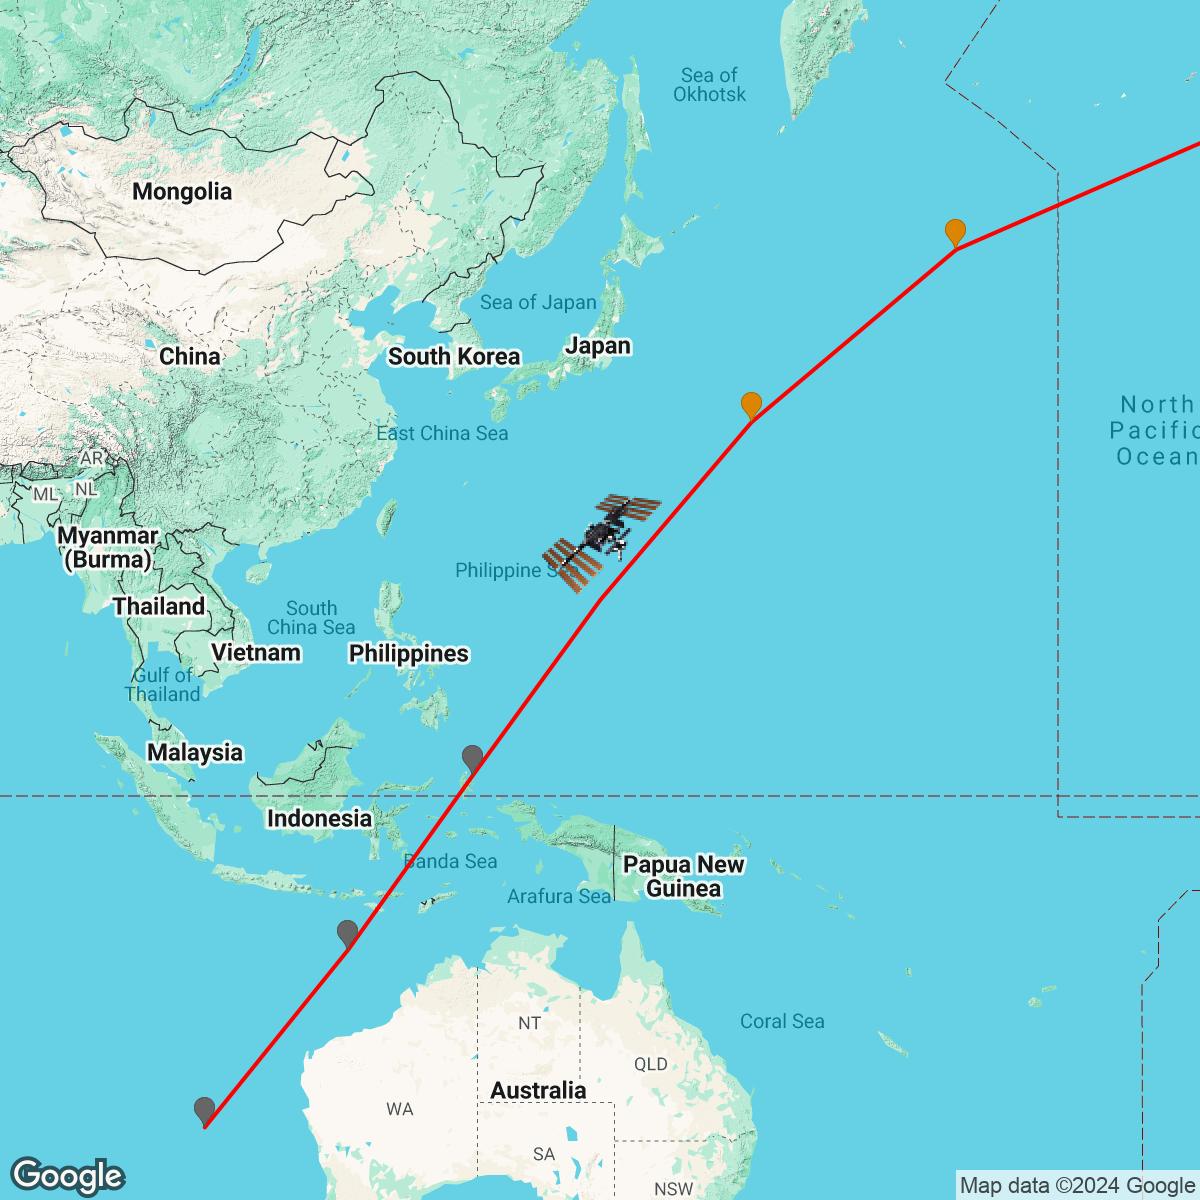 Sea of
Okhotsk
Mongolia
Sea of Japan
Japan
China
South Korea
North
Pacific
Ocean
East China Sea
AR
NL
ML
Myanmar
(Burma)
Philippine S
Thailand
South
China Sea
Vietnam
Philippines
Gulf of
Thailand
Malaysia
Indonesia
Banda Sea
Papua New
Guinea
Arafura Sea
NT
Coral Sea
QLD
Australia
WA
SA
NSW
Google
Map data ©2024 Google